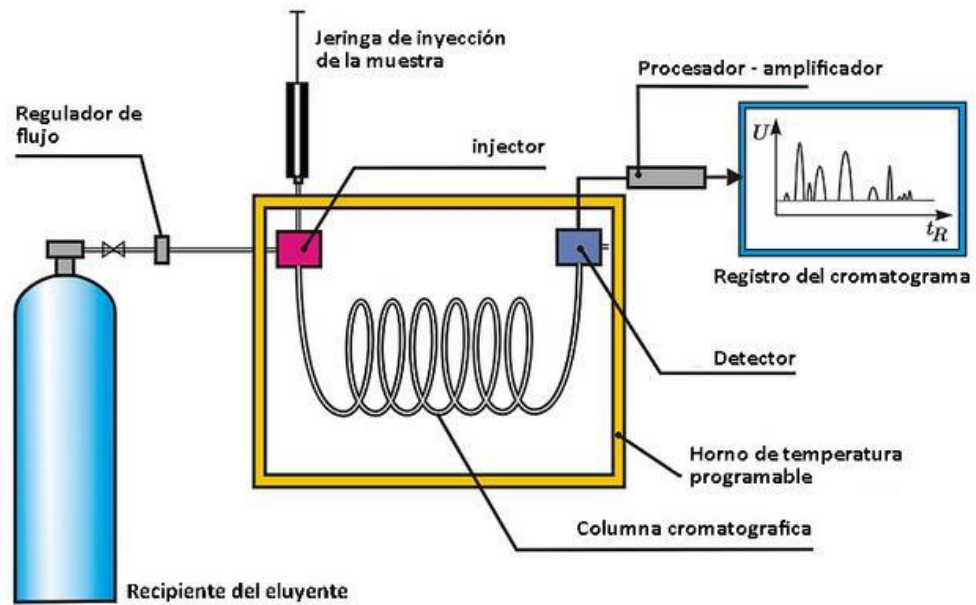 Jeringa de inyección
de la muestra
Procesador - amplificador
Regulador de
flujo
injector
U
t_R
Registro del cromatograma
Detector
Horno de temperatura
programable
Columna cromatografica
Recipiente del eluyente